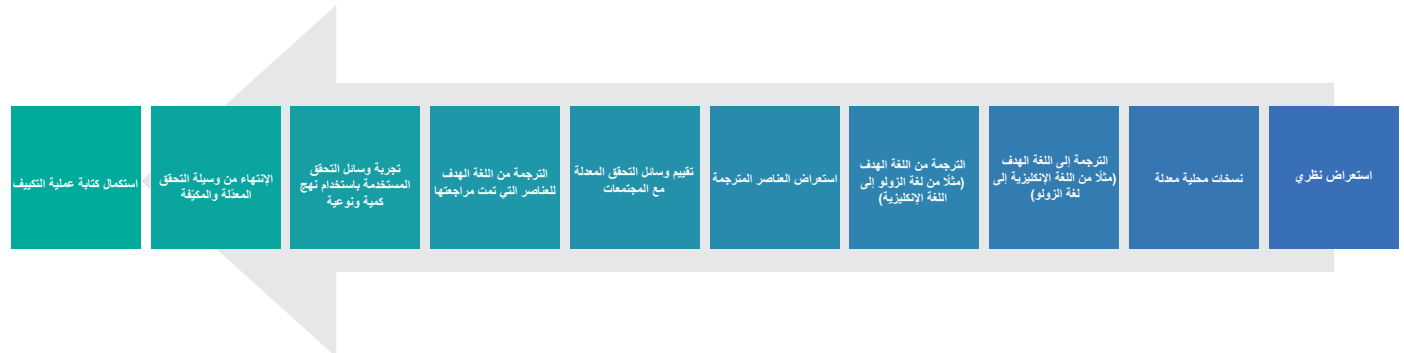 استعراض نظري
نسخات محلية معدلة
الترجمة إلى اللغة الهدف
(مثلًا من اللغة الإنكليزية إلى
لغة الزولو)
الترجمة من اللغة الهدف
(مثلًا من لغة الزولو إلى
اللغة الإنكليزية)
استعراض العناصر المترجمة
تقييم وسائل التحقق المعدلة
مع المجتمعات
الترجمة من اللغة الهدف
للعناصر التي تمت مراجعتها
تجربة وسائل التحقق
المستخدمة باستخدام نهج
كمية ونوعية
الإنتهاء من وسيلة التحقق
المعدّلة والمكيّفة
استكمال كتابة عملية التكييف